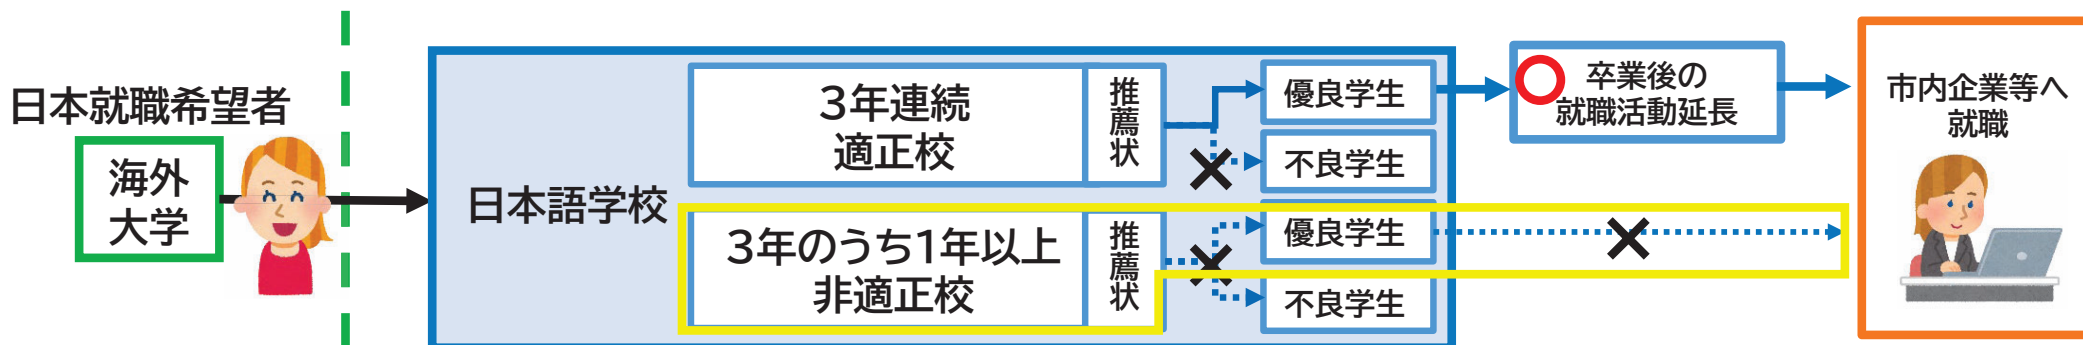 日本就職希望者
海外
大学
日本語学校
3年連続
適正校
推薦状
優良学生
不良学生
3年のうち1年以上
非適正校
推薦状
優良学生
不良学生
卒業後の
就職活動延長
市内企業等へ
就職